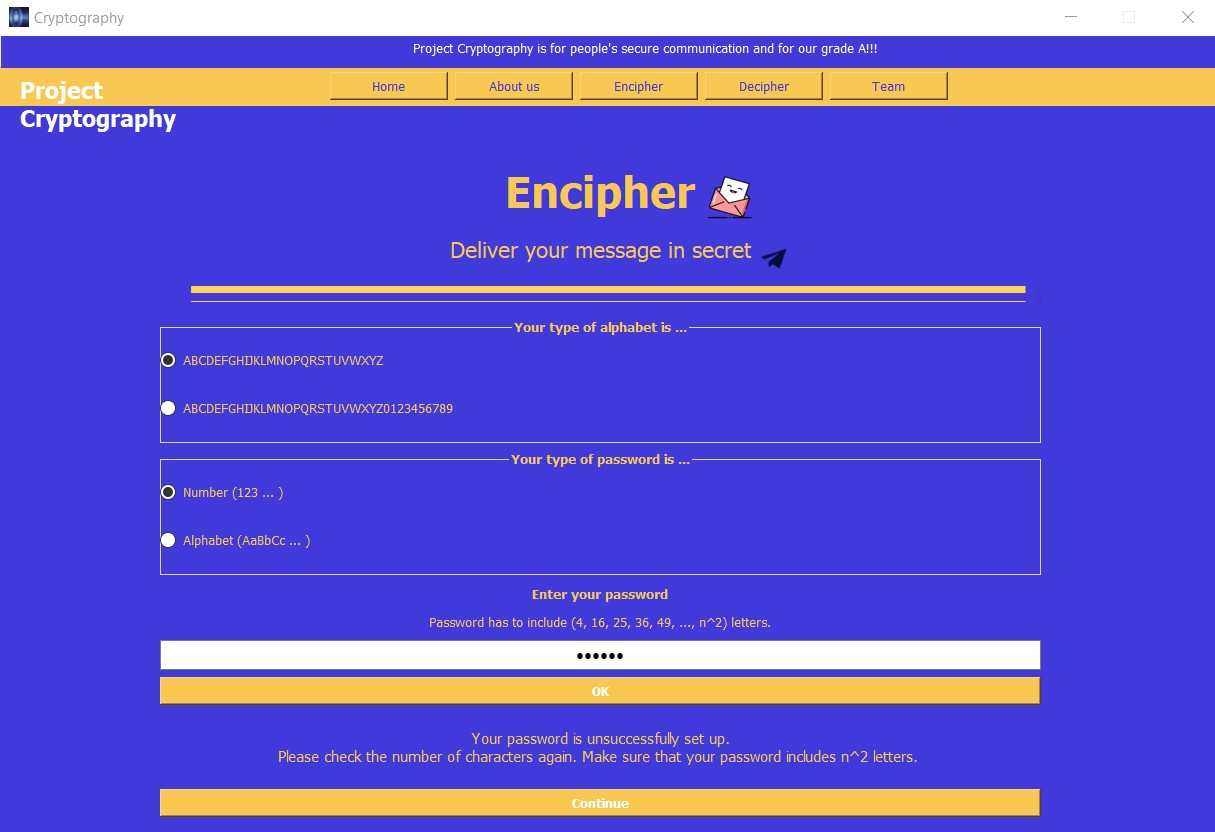 Cryptography
Project Cryptography is for people's secure communication and for our grade A!!!
Project
Cryptography
Home
About us
Encipher
Decipher
Team
Encipher
Deliver your message in secret
Your type of alphabet is ...
ABCDEFGHIJKLMNOPQRSTUVWXYZ
ABCDEFGHIJKLMNOPQRSTUVWXYZ0123456789
Your type of password is ...
Number (123 ... )
Alphabet (AaBbCc ... )
Enter your password
Password has to include (4, 16, 25, 36, 49, ..., n^2) letters.
••••••
OK
Your password is unsuccessfully set up.
Please check the number of characters again. Make sure that your password includes n^2 letters.
Continue